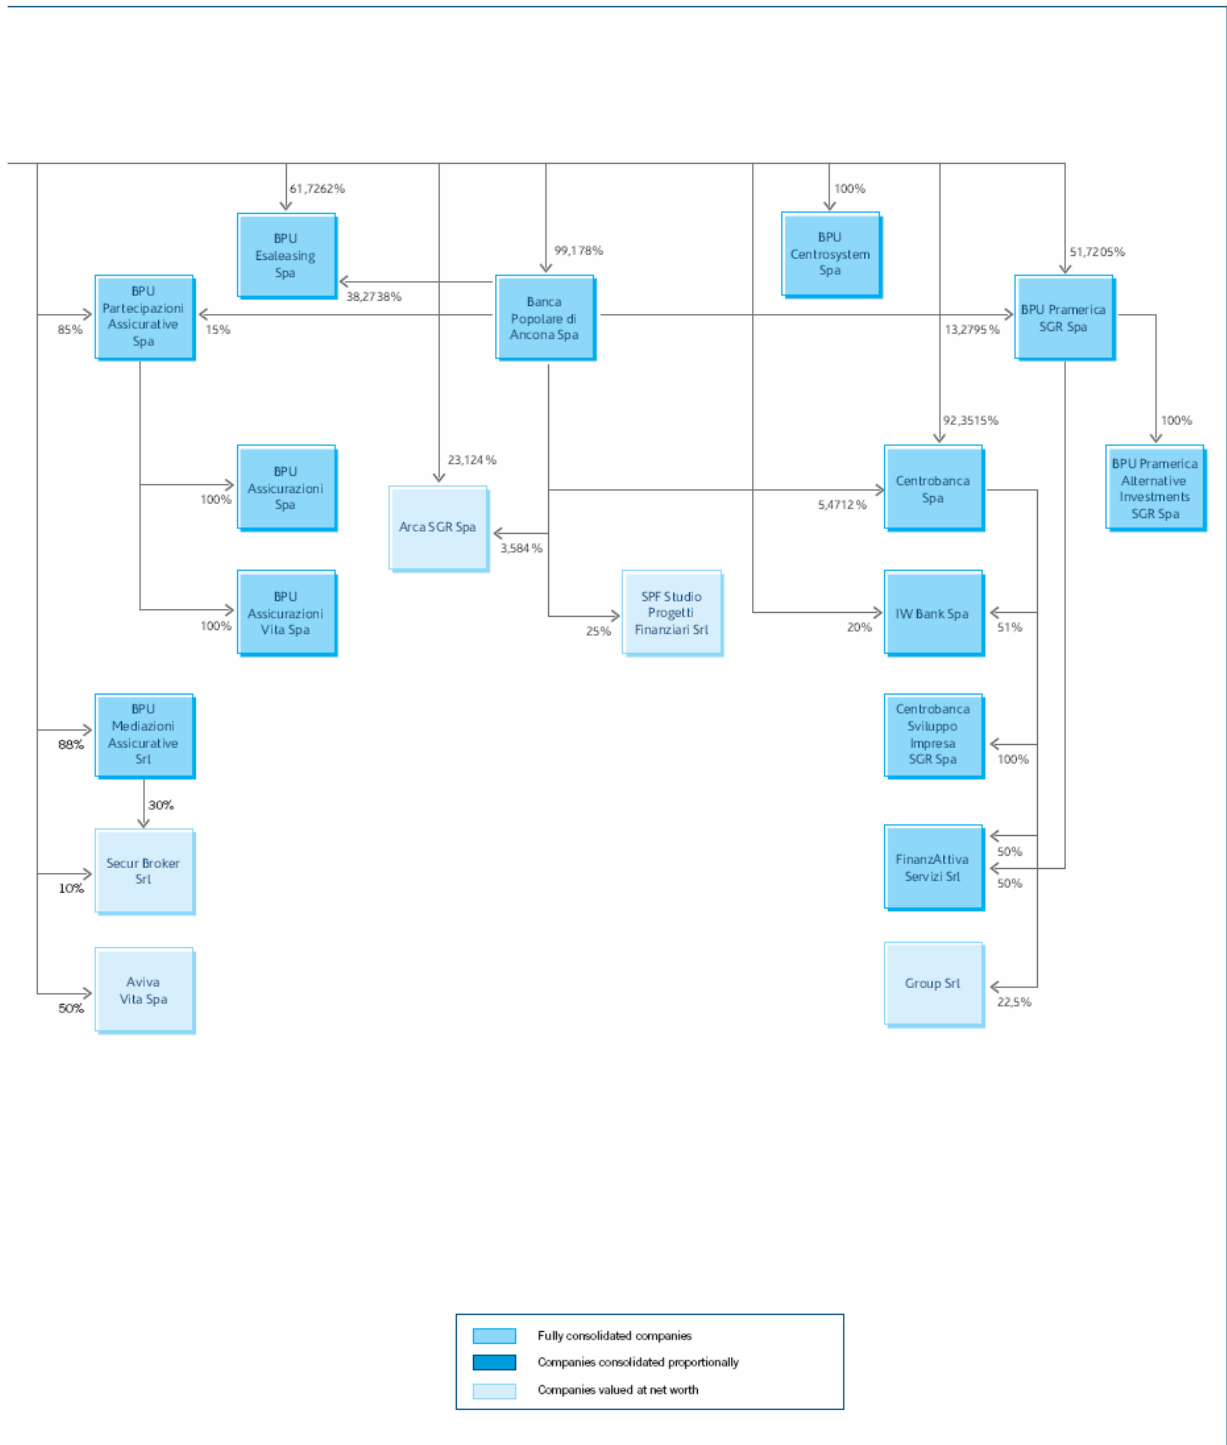 61,7262%
100%
BPU
Esaleasing
Spa
BPU
Centrosystem
Spa
99,178%
51,7205%
38,2738%
BPU
Partecipazioni
Assicurative
Spa
Banca
Popolare di
Ancona Spa
BPU Pramerica
SGR Spa
85%
15%
13,2795%
92,3515%
100%
23,124%
BPU
Assicurazioni
Spa
100%
Arca SGR Spa
Centrobanca
Spa
5,4712%
BPU Pramerica
Alternative
Investments
SGR Spa
3,584%
BPU
Assicurazioni
Vita Spa
100%
SPF Studio
Progetti
Finanziari Srl
25%
IW Bank Spa
20%
51%
BPU
Mediazioni
Assicurative
Srl
88%
Centrobanca
Sviluppo
Impresa
SGR Spa
100%
30%
Secur Broker
Srl
10%
FinanzAttiva
Servizi Srl
50%
50%
Aviva
Vita Spa
50%
Group Srl
22,5%
Fully consolidated companies
Companies consolidated proportionally
Companies valued at net worth